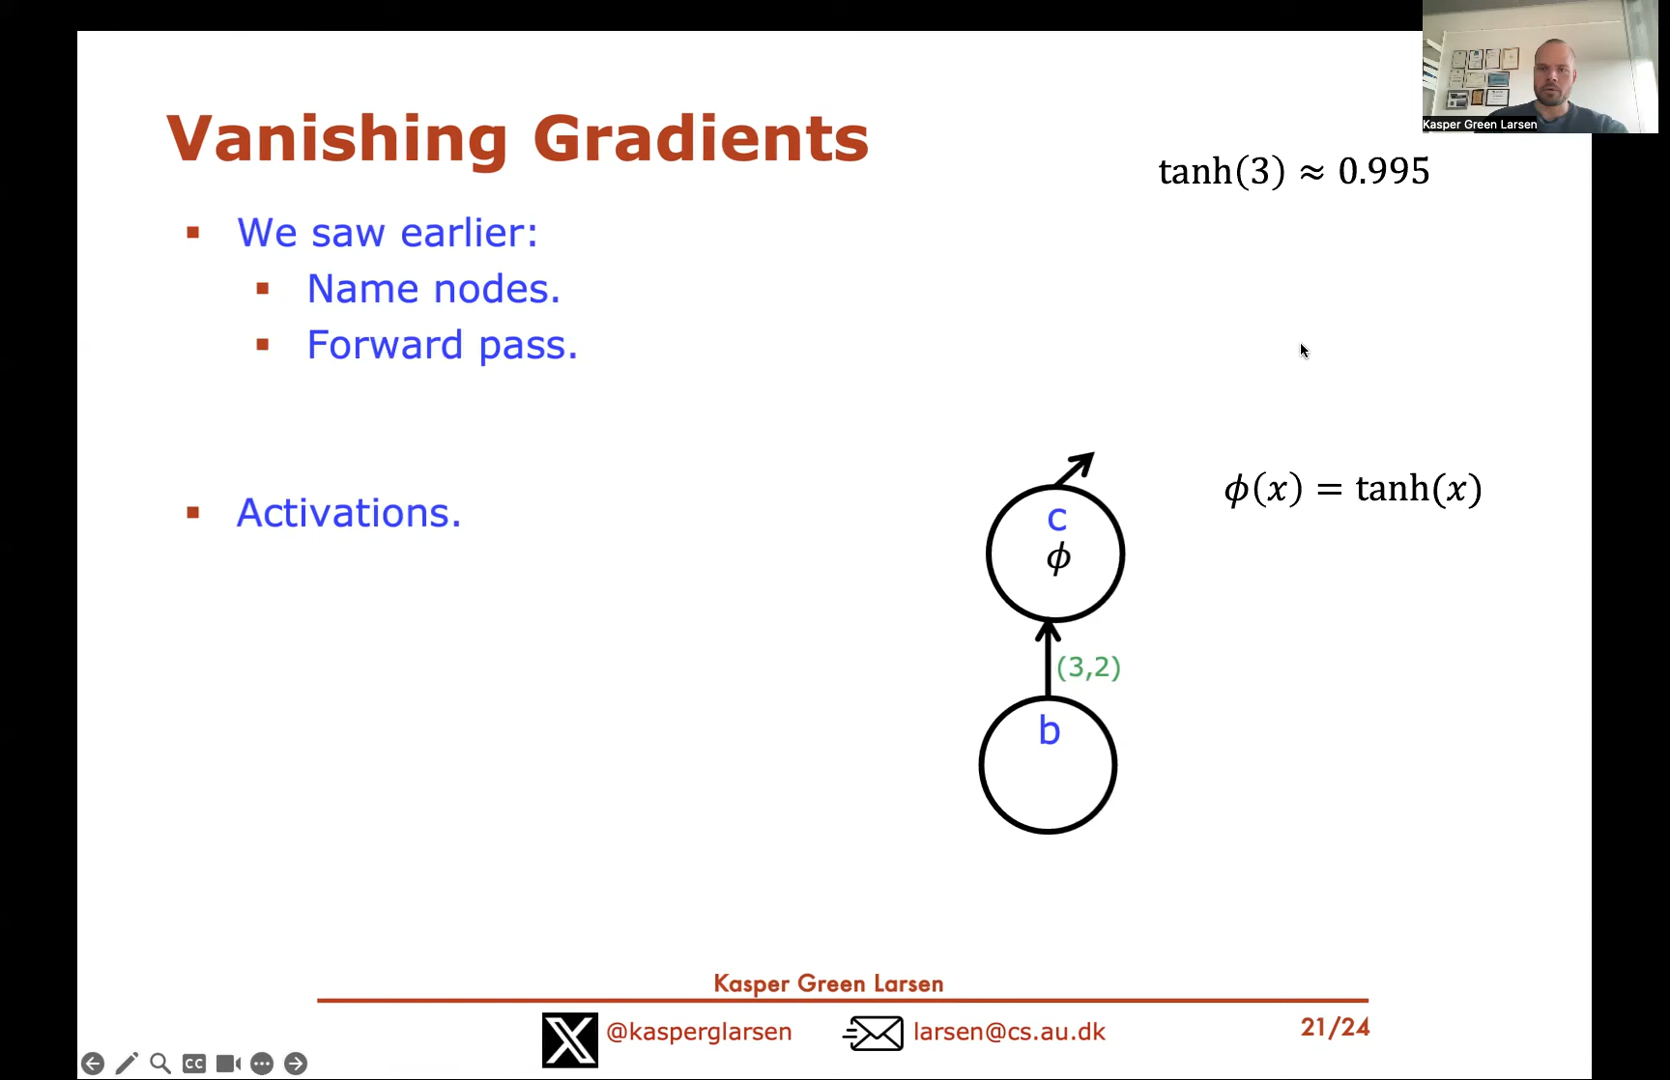 Kasper Green Larsen
Vanishing Gradients
tanh(3) ≈ 0.995
▪ We saw earlier:
▪ Name nodes.
▪ Forward pass.
▪ Activations.
ϕ(x) = tanh(x)
c
ϕ
(3,2)
b
Kasper Green Larsen
@kasperglarsen larsen@cs.au.dk 21/24
CC